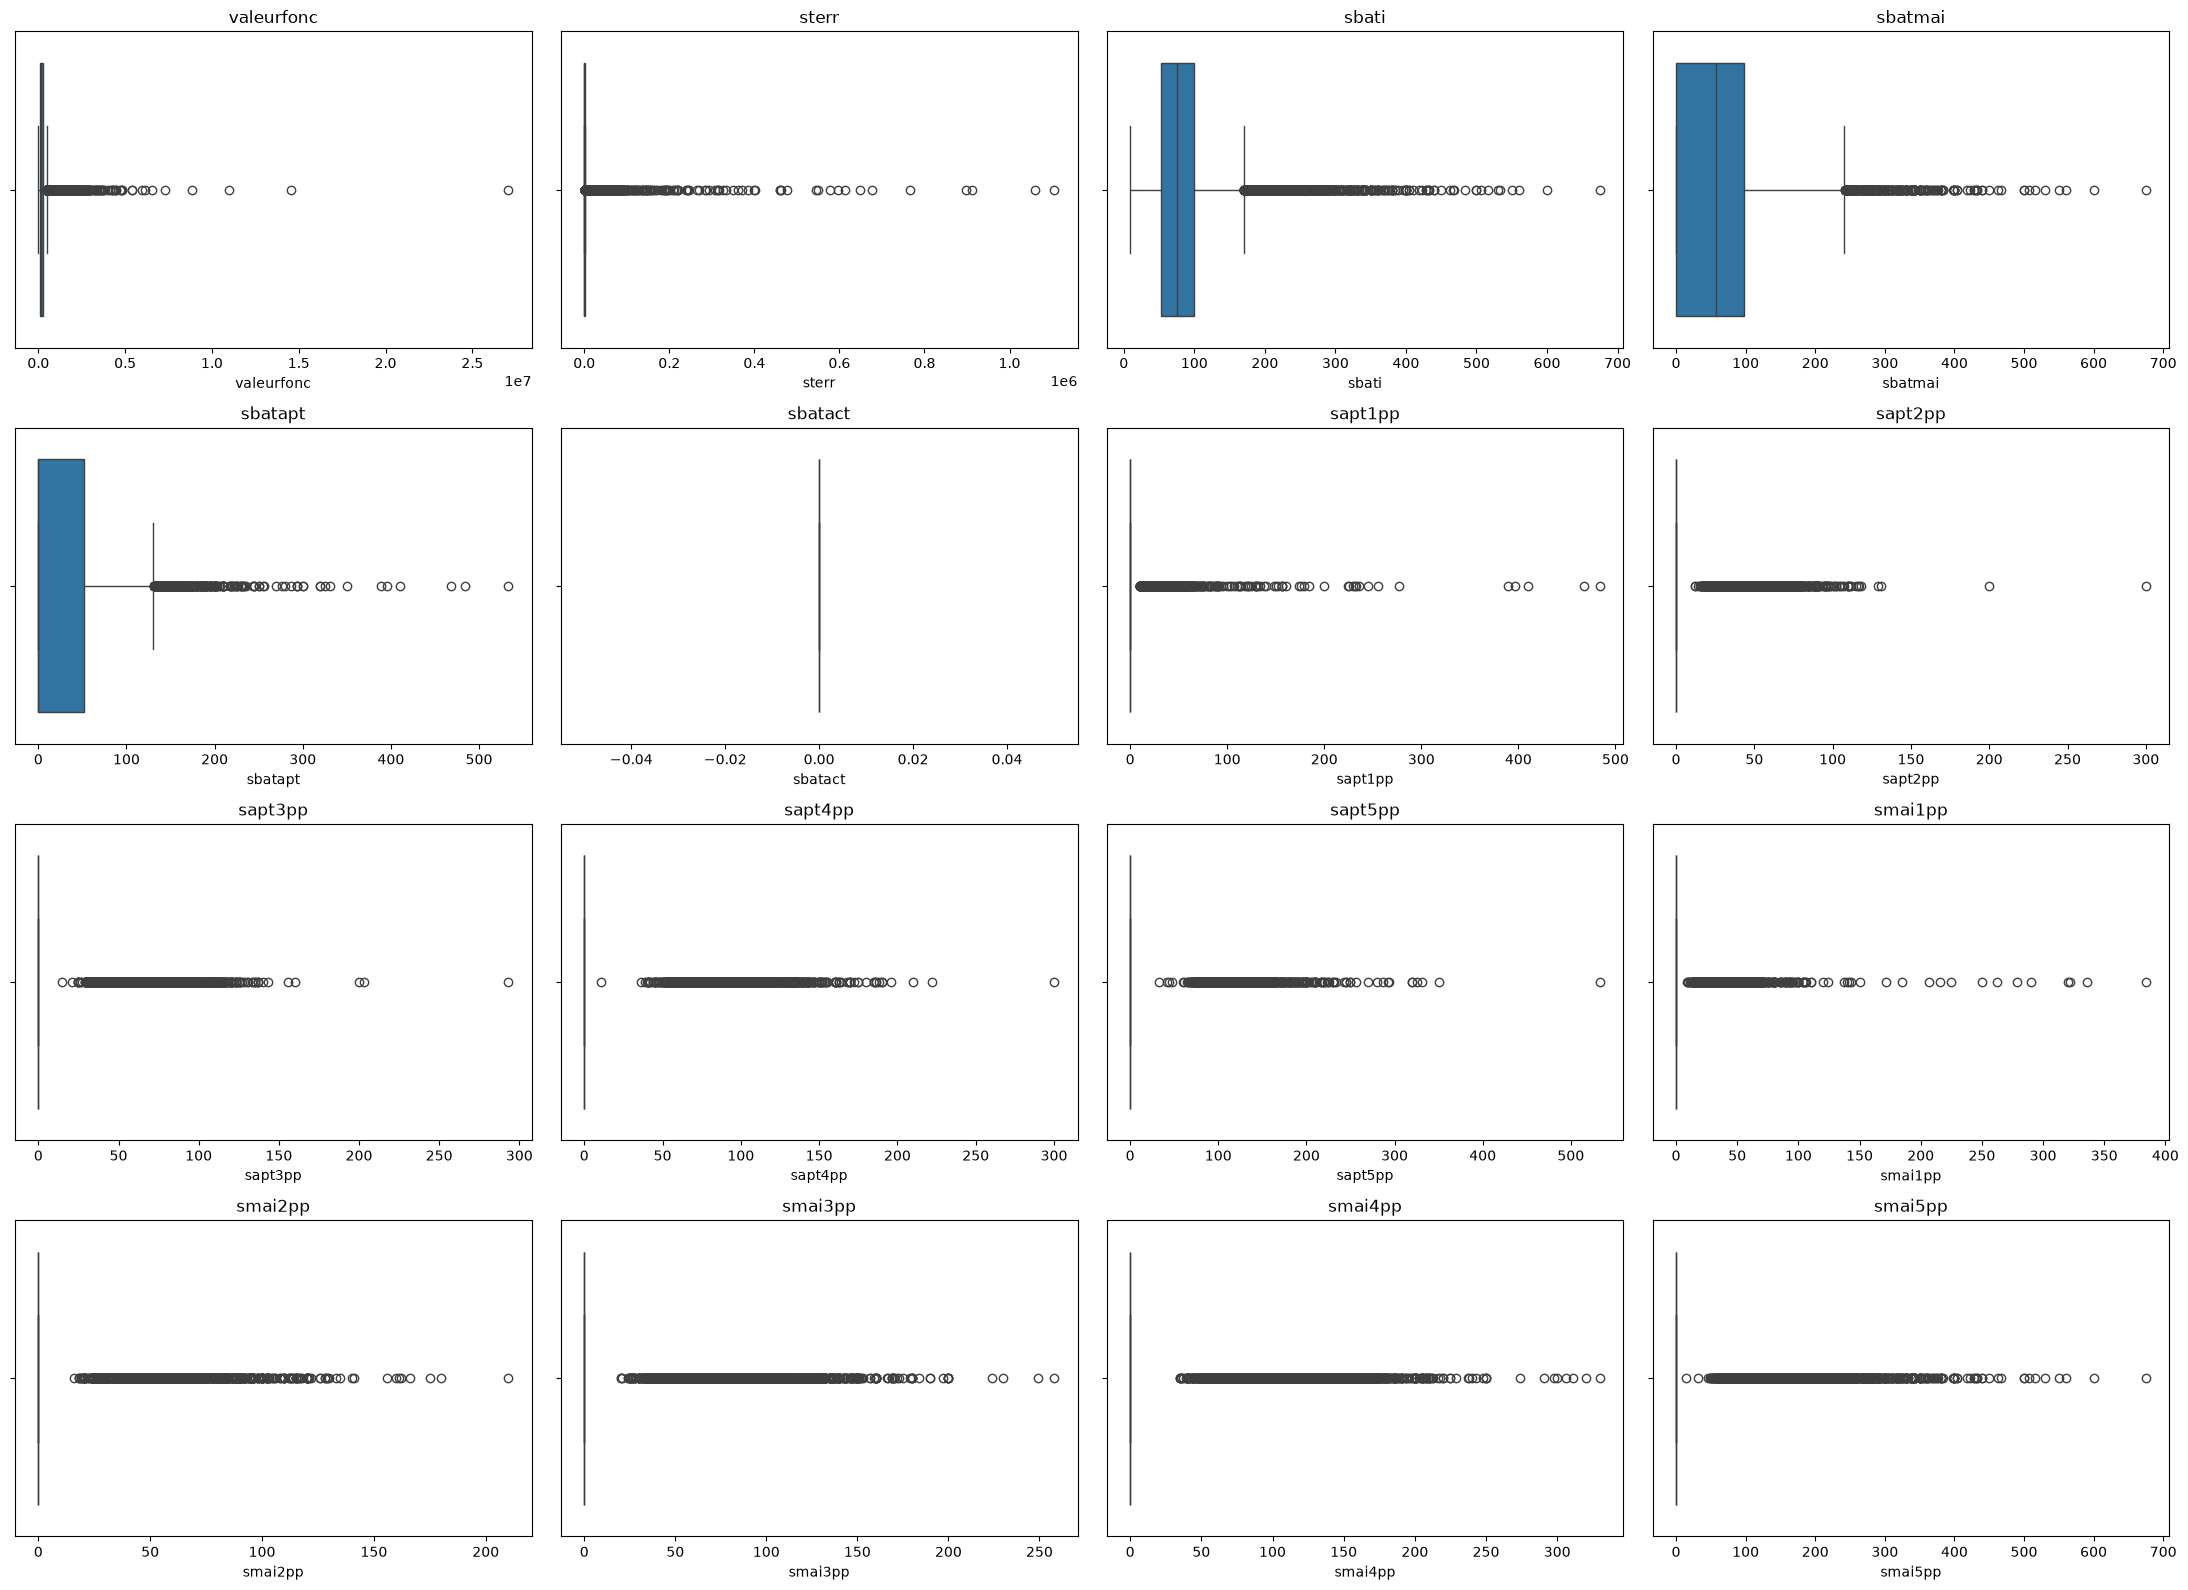 valeurfonc sterr sbati sbatmai
0.0 0.5 1.0 1.5 2.0 2.5 0.0 0.2 0.4 0.6 0.8 1.0 0 100 200 300 400 500 600 700 0 100 200 300 400 500 600 700
valeurfonc 1e7 sterr 1e6 sbati sbatmai
sbatapt sbatact sapt1pp sapt2pp
0 100 200 300 400 500 −0.04 −0.02 0.00 0.02 0.04 0 100 200 300 400 500 0 50 100 150 200 250 300
sbatapt sbatact sapt1pp sapt2pp
sapt3pp sapt4pp sapt5pp smai1pp
0 50 100 150 200 250 300 0 50 100 150 200 250 300 0 100 200 300 400 500 0 50 100 150 200 250 300 350 400
sapt3pp sapt4pp sapt5pp smai1pp
smai2pp smai3pp smai4pp smai5pp
0 50 100 150 200 0 50 100 150 200 250 0 50 100 150 200 250 300 0 100 200 300 400 500 600 700
smai2pp smai3pp smai4pp smai5pp